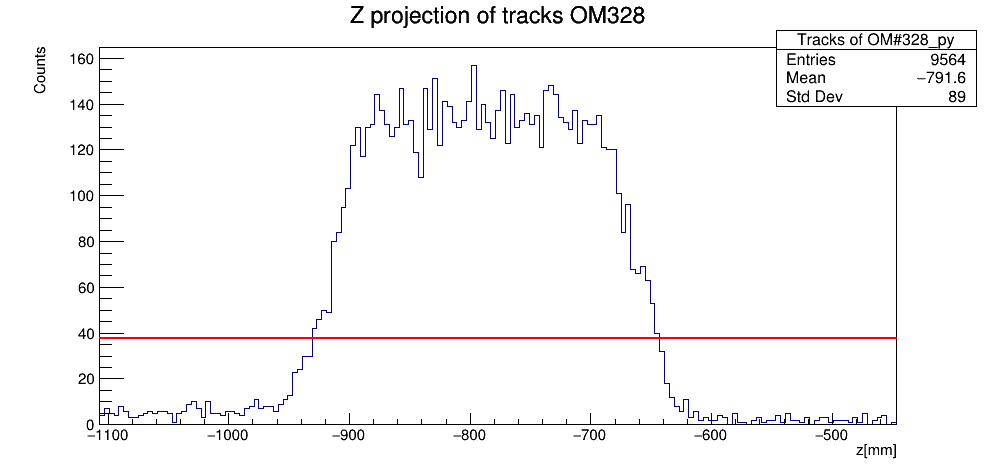 Z projection of tracks OM328
Tracks of OM#328_py
Entries 9564
Mean −791.6
Std Dev 89
Counts
160
140
120
100
80
60
40
20
0
−1100 −1000 −900 −800 −700 −600 −500
z[mm]